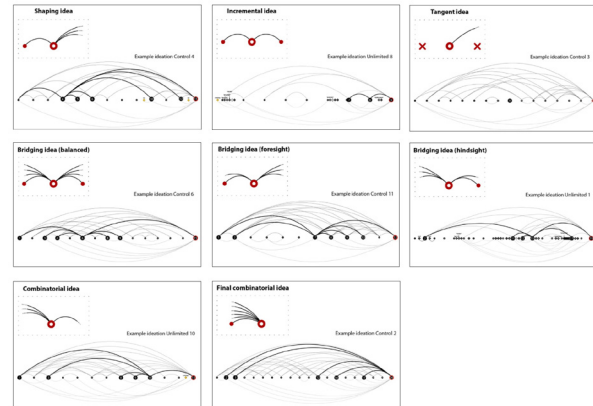 Shaping idea
Example ideation Control 4
Incremental idea
Example ideation Unlimited 8
Tangent idea
Example ideation Control 5
Bridging idea (balanced)
Example ideation Control 6
Bridging idea (foresight)
Example ideation Control 11
Bridging idea (hindsight)
Example ideation Unlimited 1
Combinatorial idea
Example ideation Unlimited 10
Final combinatorial idea
Example ideation Control 2